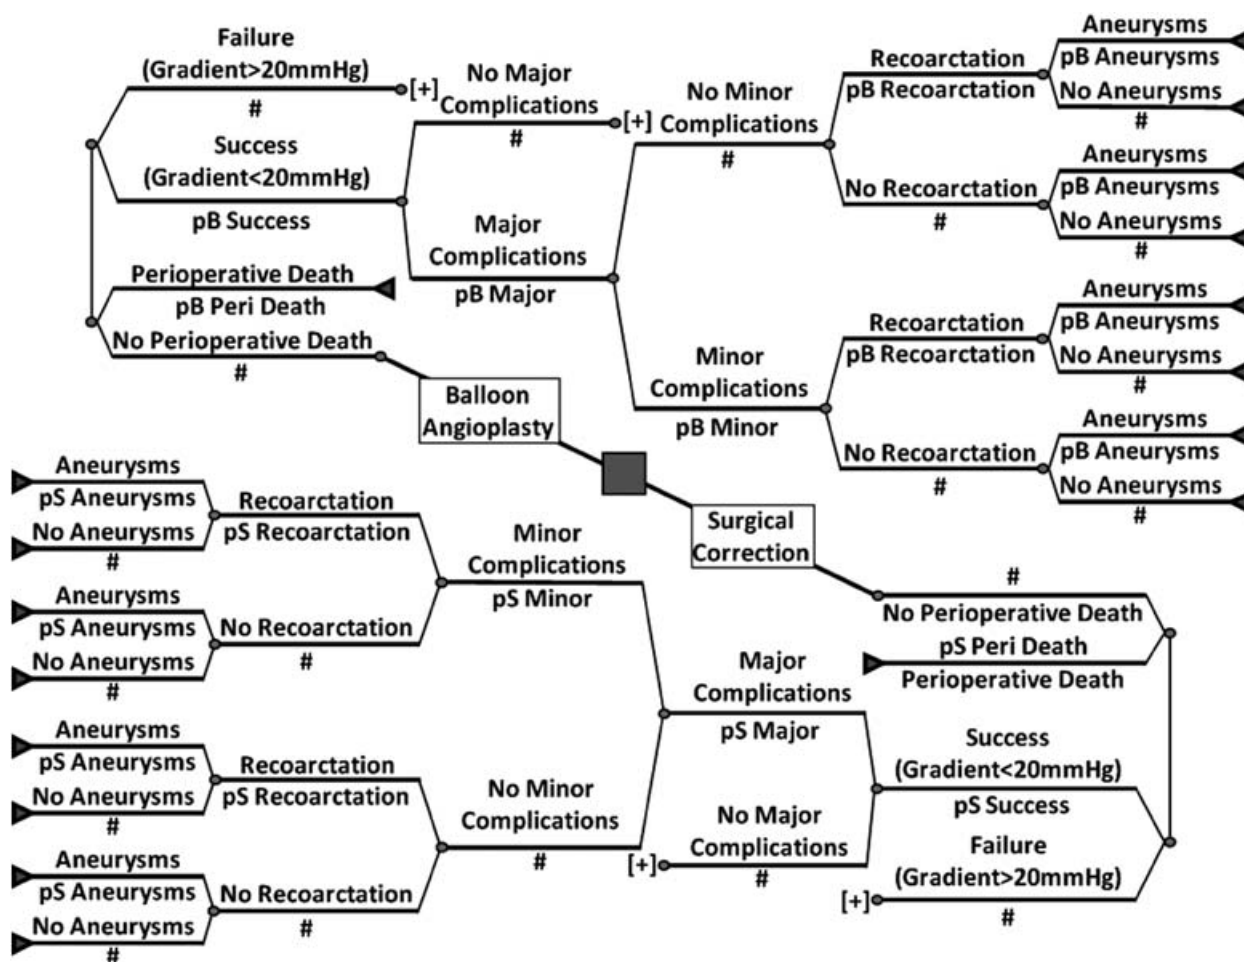 Failure
(Gradient>20mmHg)
[+]
#
Success
(Gradient<20mmHg)
pB Success
Perioperative Death
pB Peri Death
No Perioperative Death
#
No Major
Complications
[+]
#
Major
Complications
pB Major
No Minor
Complications
#
Minor
Complications
pB Minor
Recoarctation
pB Recoarctation
No Recoarctation
#
Recoarctation
pB Recoarctation
No Recoarctation
#
Aneurysms
pB Aneurysms
No Aneurysms
#
Aneurysms
pB Aneurysms
No Aneurysms
#
Aneurysms
pB Aneurysms
No Aneurysms
#
Aneurysms
pB Aneurysms
No Aneurysms
#
Balloon
Angioplasty
Surgical
Correction
Aneurysms
pS Aneurysms
No Aneurysms
#
Aneurysms
pS Aneurysms
No Aneurysms
#
Aneurysms
pS Aneurysms
No Aneurysms
#
Aneurysms
pS Aneurysms
No Aneurysms
#
Recoarctation
pS Recoarctation
No Recoarctation
#
Recoarctation
pS Recoarctation
No Recoarctation
#
Minor
Complications
pS Minor
No Minor
Complications
#
Major
Complications
pS Major
No Major
Complications
[+]
#
#
No Perioperative Death
pS Peri Death
Perioperative Death
Success
(Gradient<20mmHg)
pS Success
Failure
(Gradient>20mmHg)
[+]
#